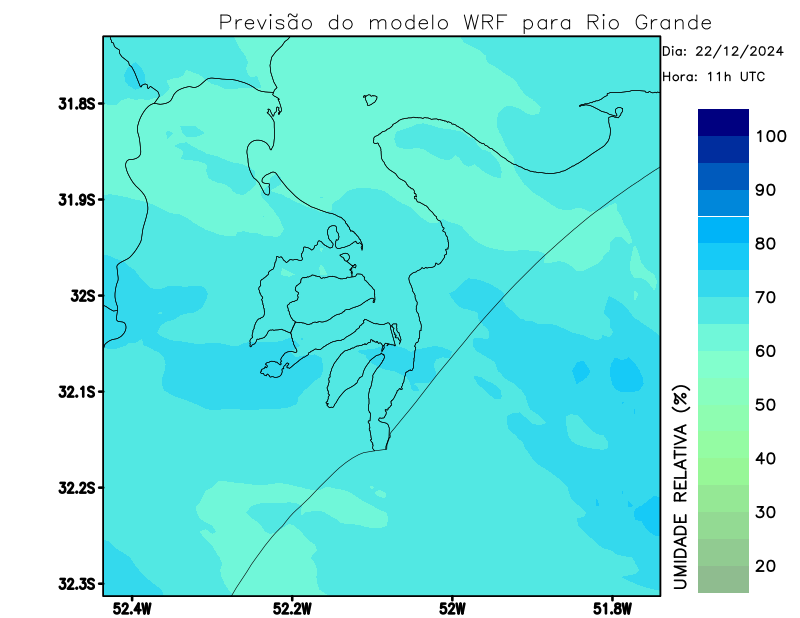 Previsão do modelo WRF para Rio Grande
Dia: 22/12/2024
Hora: 11h UTC
31.8S
31.9S
32S
32.1S
32.2S
32.3S
52.4W
52.2W
52W
51.8W
UMIDADE RELATIVA (%)
100
90
80
70
60
50
40
30
20